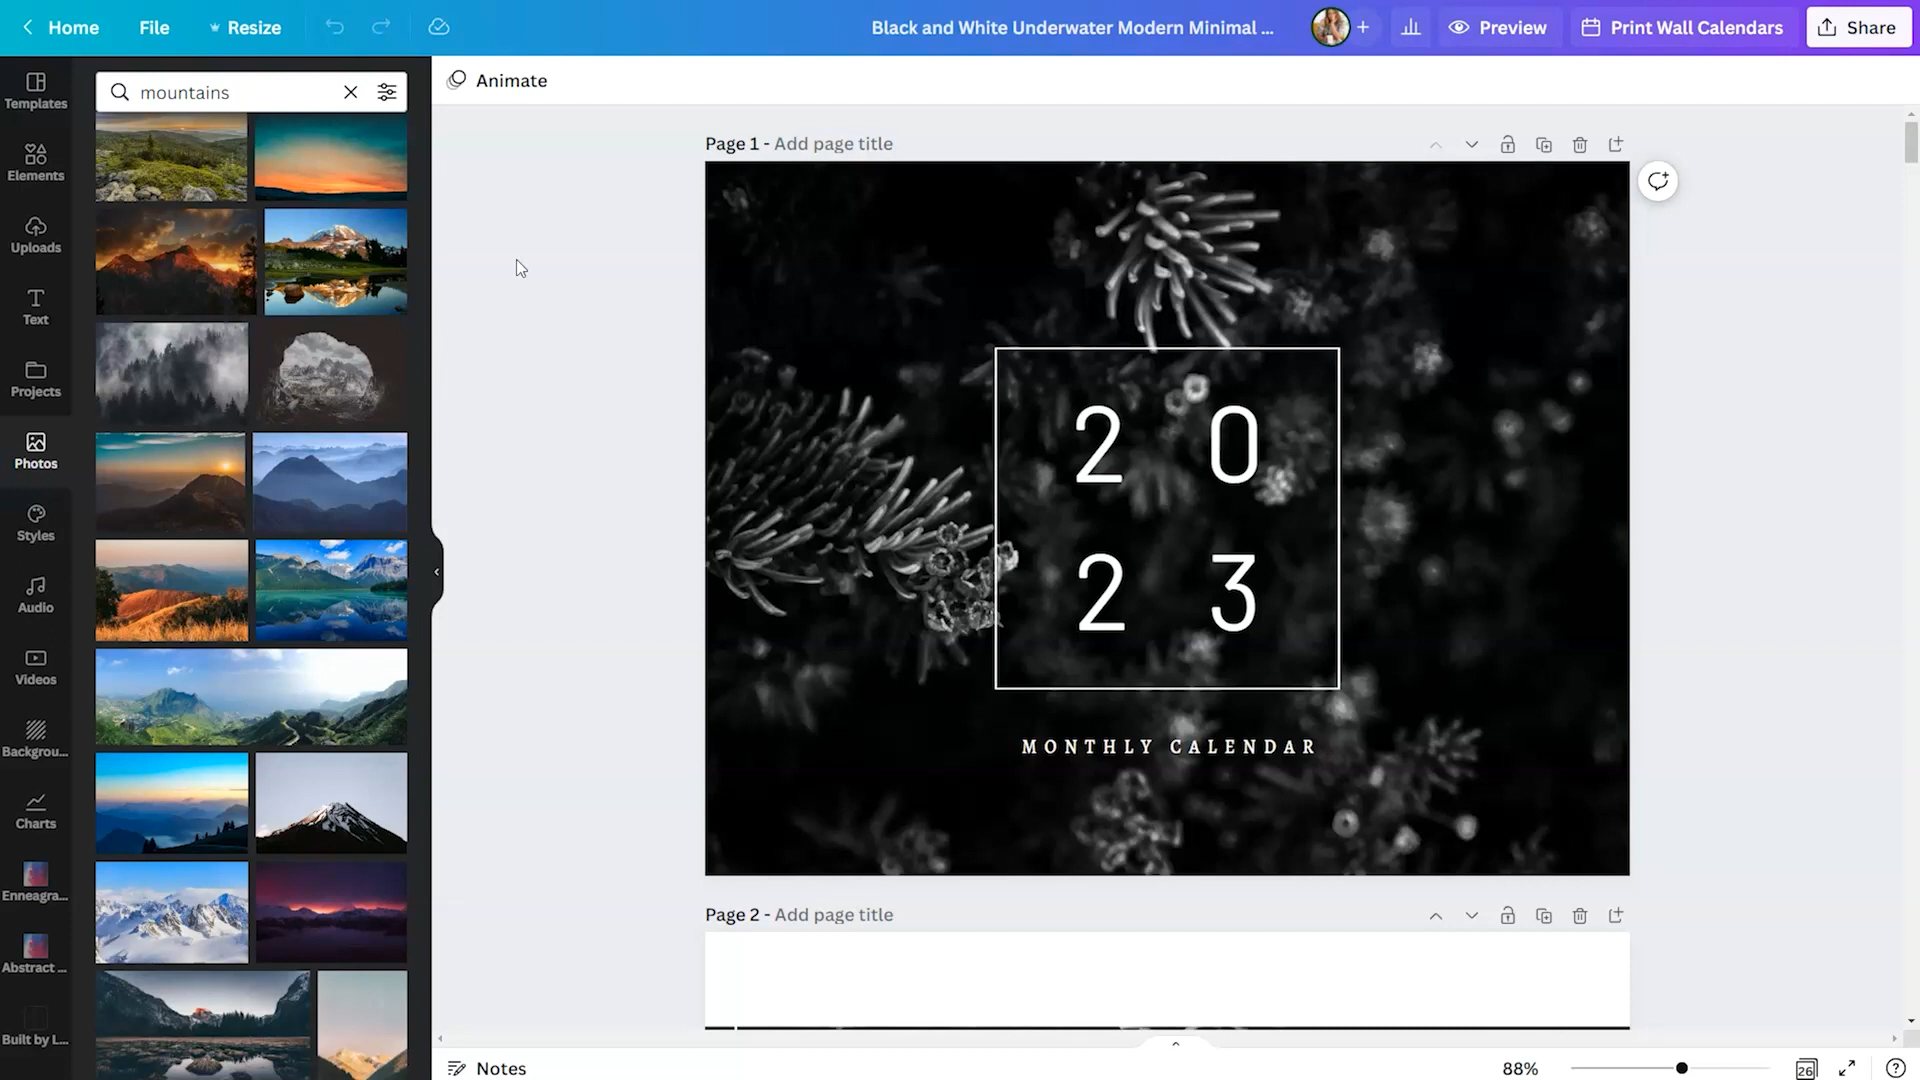 Home File Resize Black and White Underwater Modern Minimal ... Preview Print Wall Calendars Share
Templates
Elements
Uploads
Text
Projects
Photos
Styles
Audio
Videos
Backgrou...
Charts
Enneagra...
Abstract ...
Built by L...
mountains
Animate
Page 1 - Add page title
2 0
2 3
MONTHLY CALENDAR
Page 2 - Add page title
Notes 88% 26